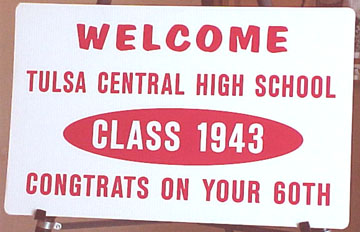 WELCOME
TULSA CENTRAL HIGH SCHOOL
CLASS 1943
CONGTRATS ON YOUR 60TH